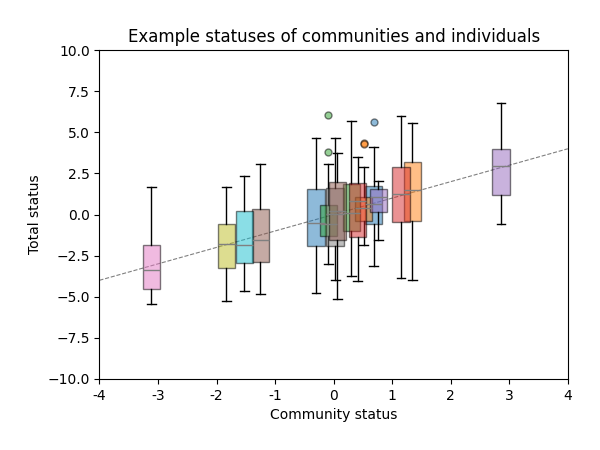 Example statuses of communities and individuals
10.0
7.5
5.0
2.5
0.0
−2.5
−5.0
−7.5
−10.0
Total status
-4 -3 -2 -1 0 1 2 3 4
Community status